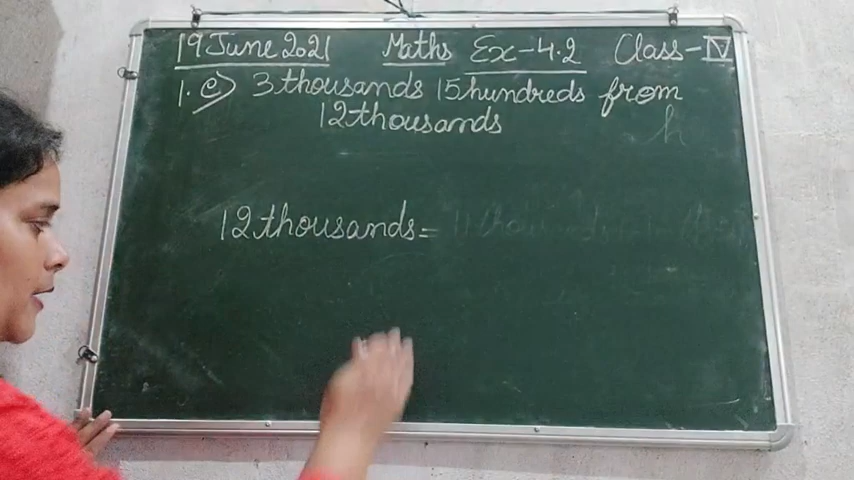 19 June 2021 Maths Ex-4.2 Class-IV
1. e) 3 thousands 15 hundreds from
12 thousands
h
12 thousands =